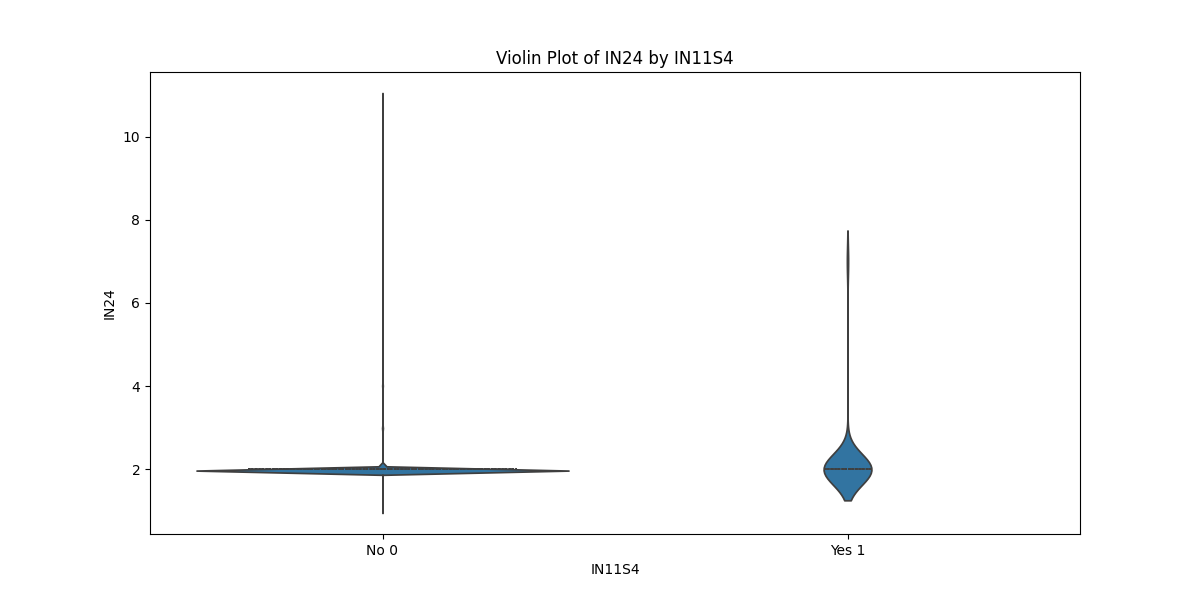 Violin Plot of IN24 by IN11S4
10
8
6
4
2
IN24
No 0
Yes 1
IN11S4